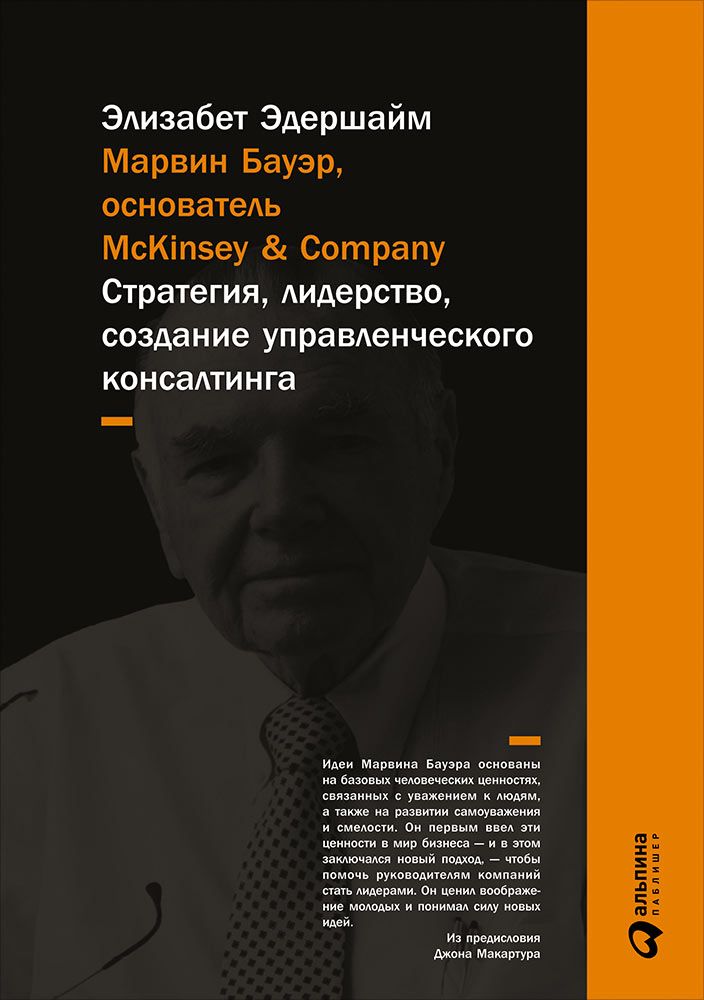 Элизабет Эдершайм
Марвин Бауэр,
основатель
McKinsey & Company
Стратегия, лидерство,
создание управленческого
консалтинга
Идеи Марвина Бауэра основаны
на базовых человеческих ценностях,
связанных с уважением к людям,
а также на развитии самоуважения
и смелости. Он первым ввел эти
ценности в мир бизнеса — и в этом
заключался новый подход, — чтобы
помочь руководителям компаний
стать лидерами. Он ценил воображе-
ние молодых и понимал силу новых
идей.
Из предисловия
Джона Макартура
альпина
ПАБЛИШЕР